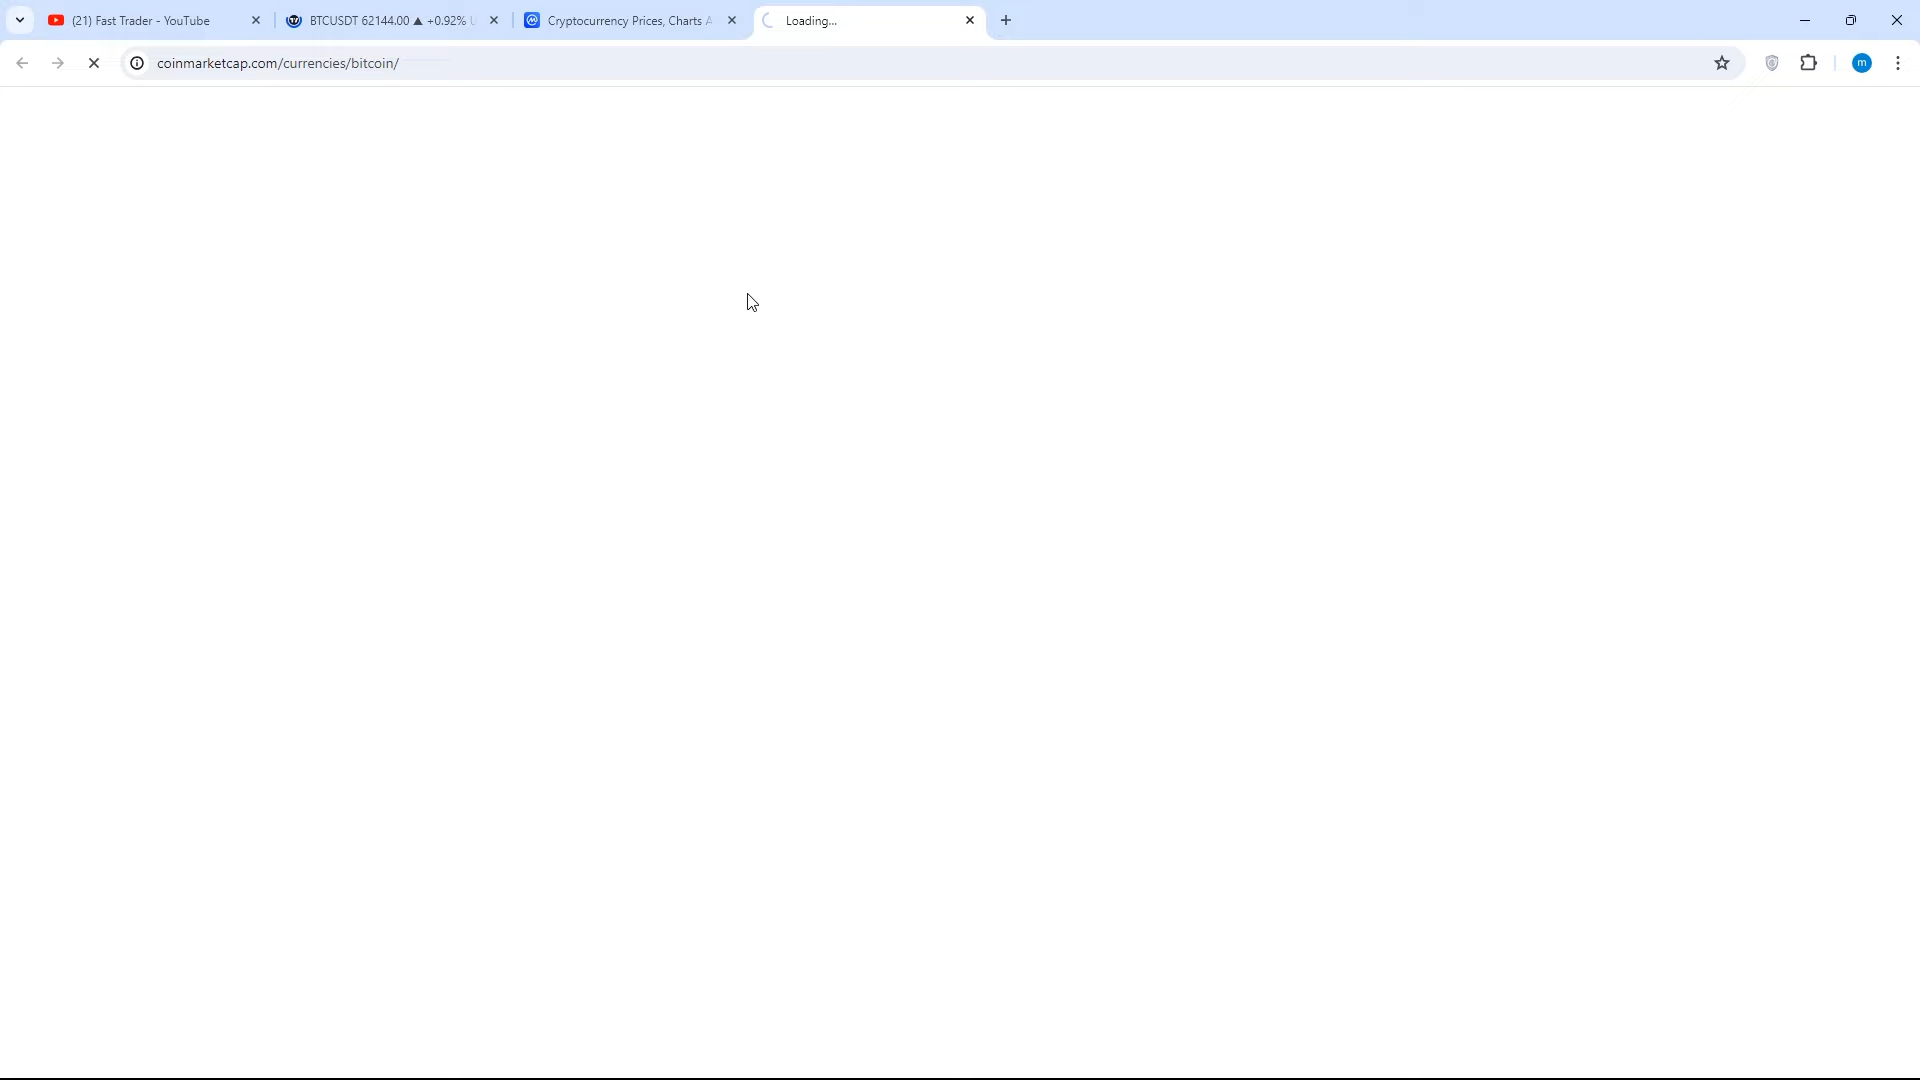 (21) Fast Trader - YouTube
BTCUSDT 62144.00 ▲ +0.92% U
Cryptocurrency Prices, Charts A
Loading...
coinmarketcap.com/currencies/bitcoin/
m